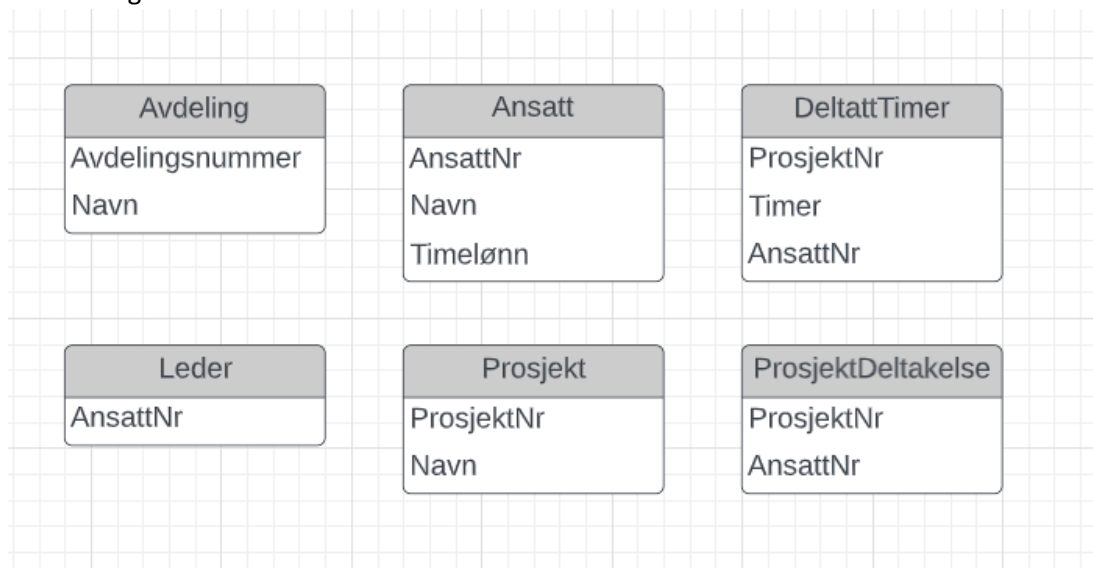 Avdeling
Avdelingsnummer
Navn
Ansatt
AnsattNr
Navn
Timelønn
DeltattTimer
ProsjektNr
Timer
AnsattNr
Leder
AnsattNr
Prosjekt
ProsjektNr
Navn
ProsjektDeltakelse
ProsjektNr
AnsattNr